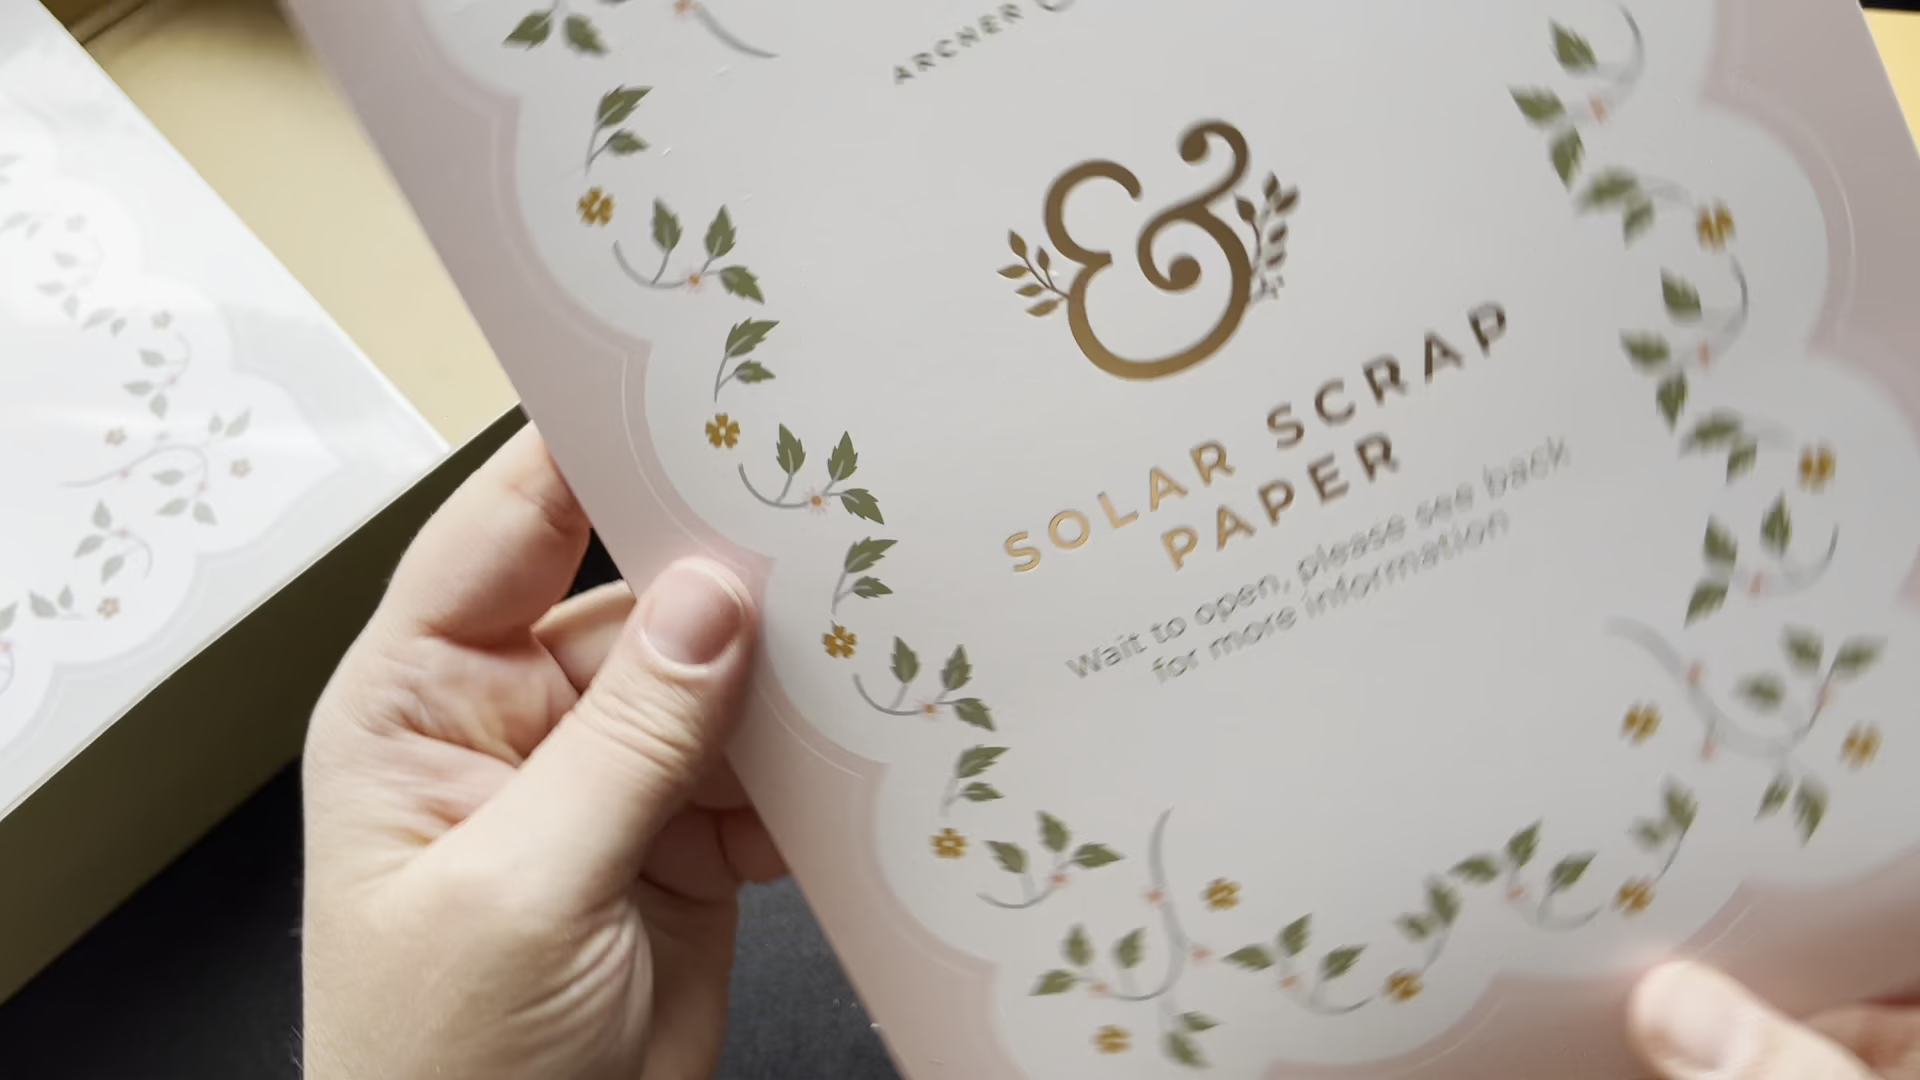 ARCHER
&
SOLAR SCRAP
PAPER
Wait to open, please see back
for more information